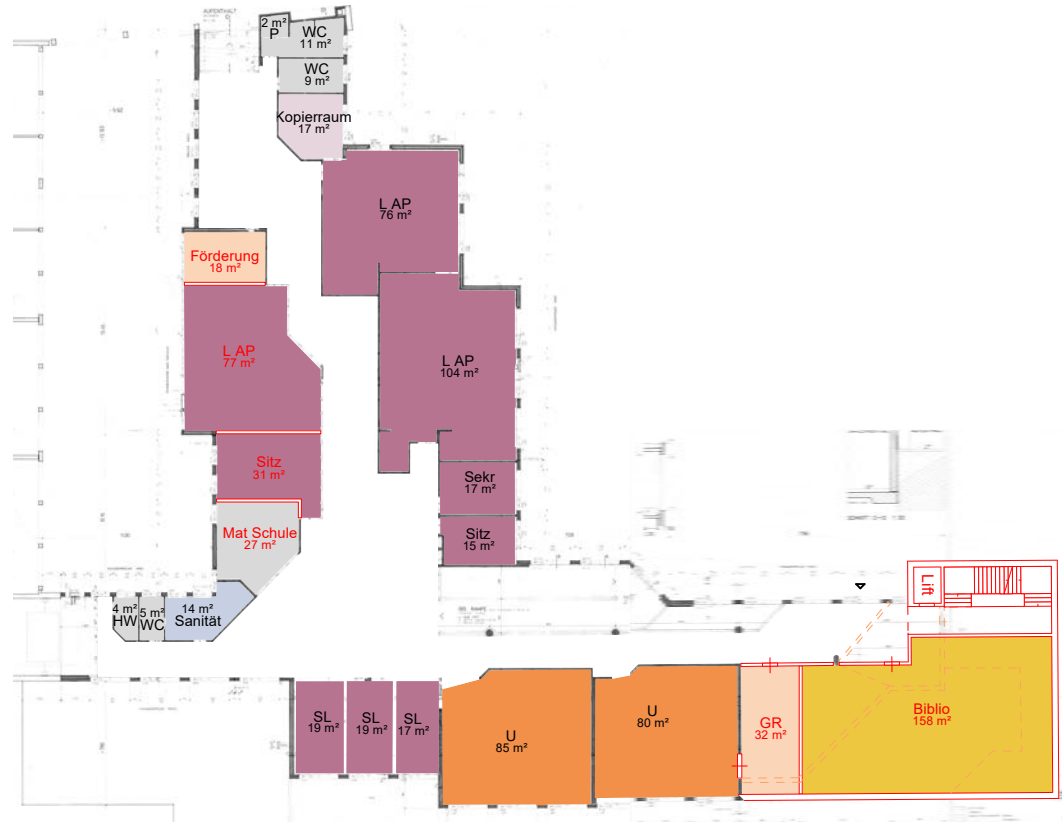 AUFENTHALT
2 m²
P
WC
11 m²
WC
9 m²
Kopierraum
17 m²
L AP
76 m²
Förderung
18 m²
L AP
77 m²
L AP
104 m²
Sitz
31 m²
Sekr
17 m²
Mat Schule
27 m²
Sitz
15 m²
4 m²
HW
5 m²
WC
14 m²
Sanität
Lift
SL
19 m²
SL
19 m²
SL
17 m²
U
85 m²
U
80 m²
GR
32 m²
Biblio
158 m²